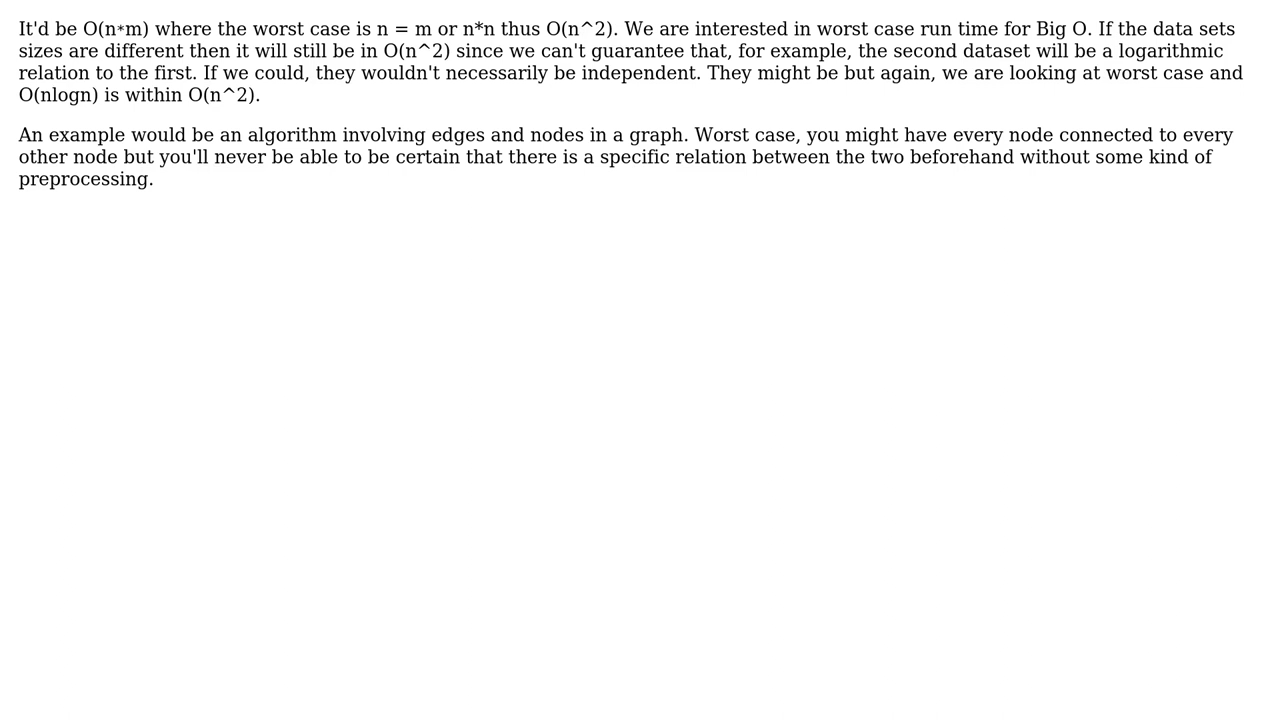 It'd be O(n*m) where the worst case is n = m or n*n thus O(n^2). We are interested in worst case run time for Big O. If the data sets
sizes are different then it will still be in O(n^2) since we can't guarantee that, for example, the second dataset will be a logarithmic
relation to the first. If we could, they wouldn't necessarily be independent. They might be but again, we are looking at worst case and
O(nlogn) is within O(n^2).
An example would be an algorithm involving edges and nodes in a graph. Worst case, you might have every node connected to every
other node but you'll never be able to be certain that there is a specific relation between the two beforehand without some kind of
preprocessing.